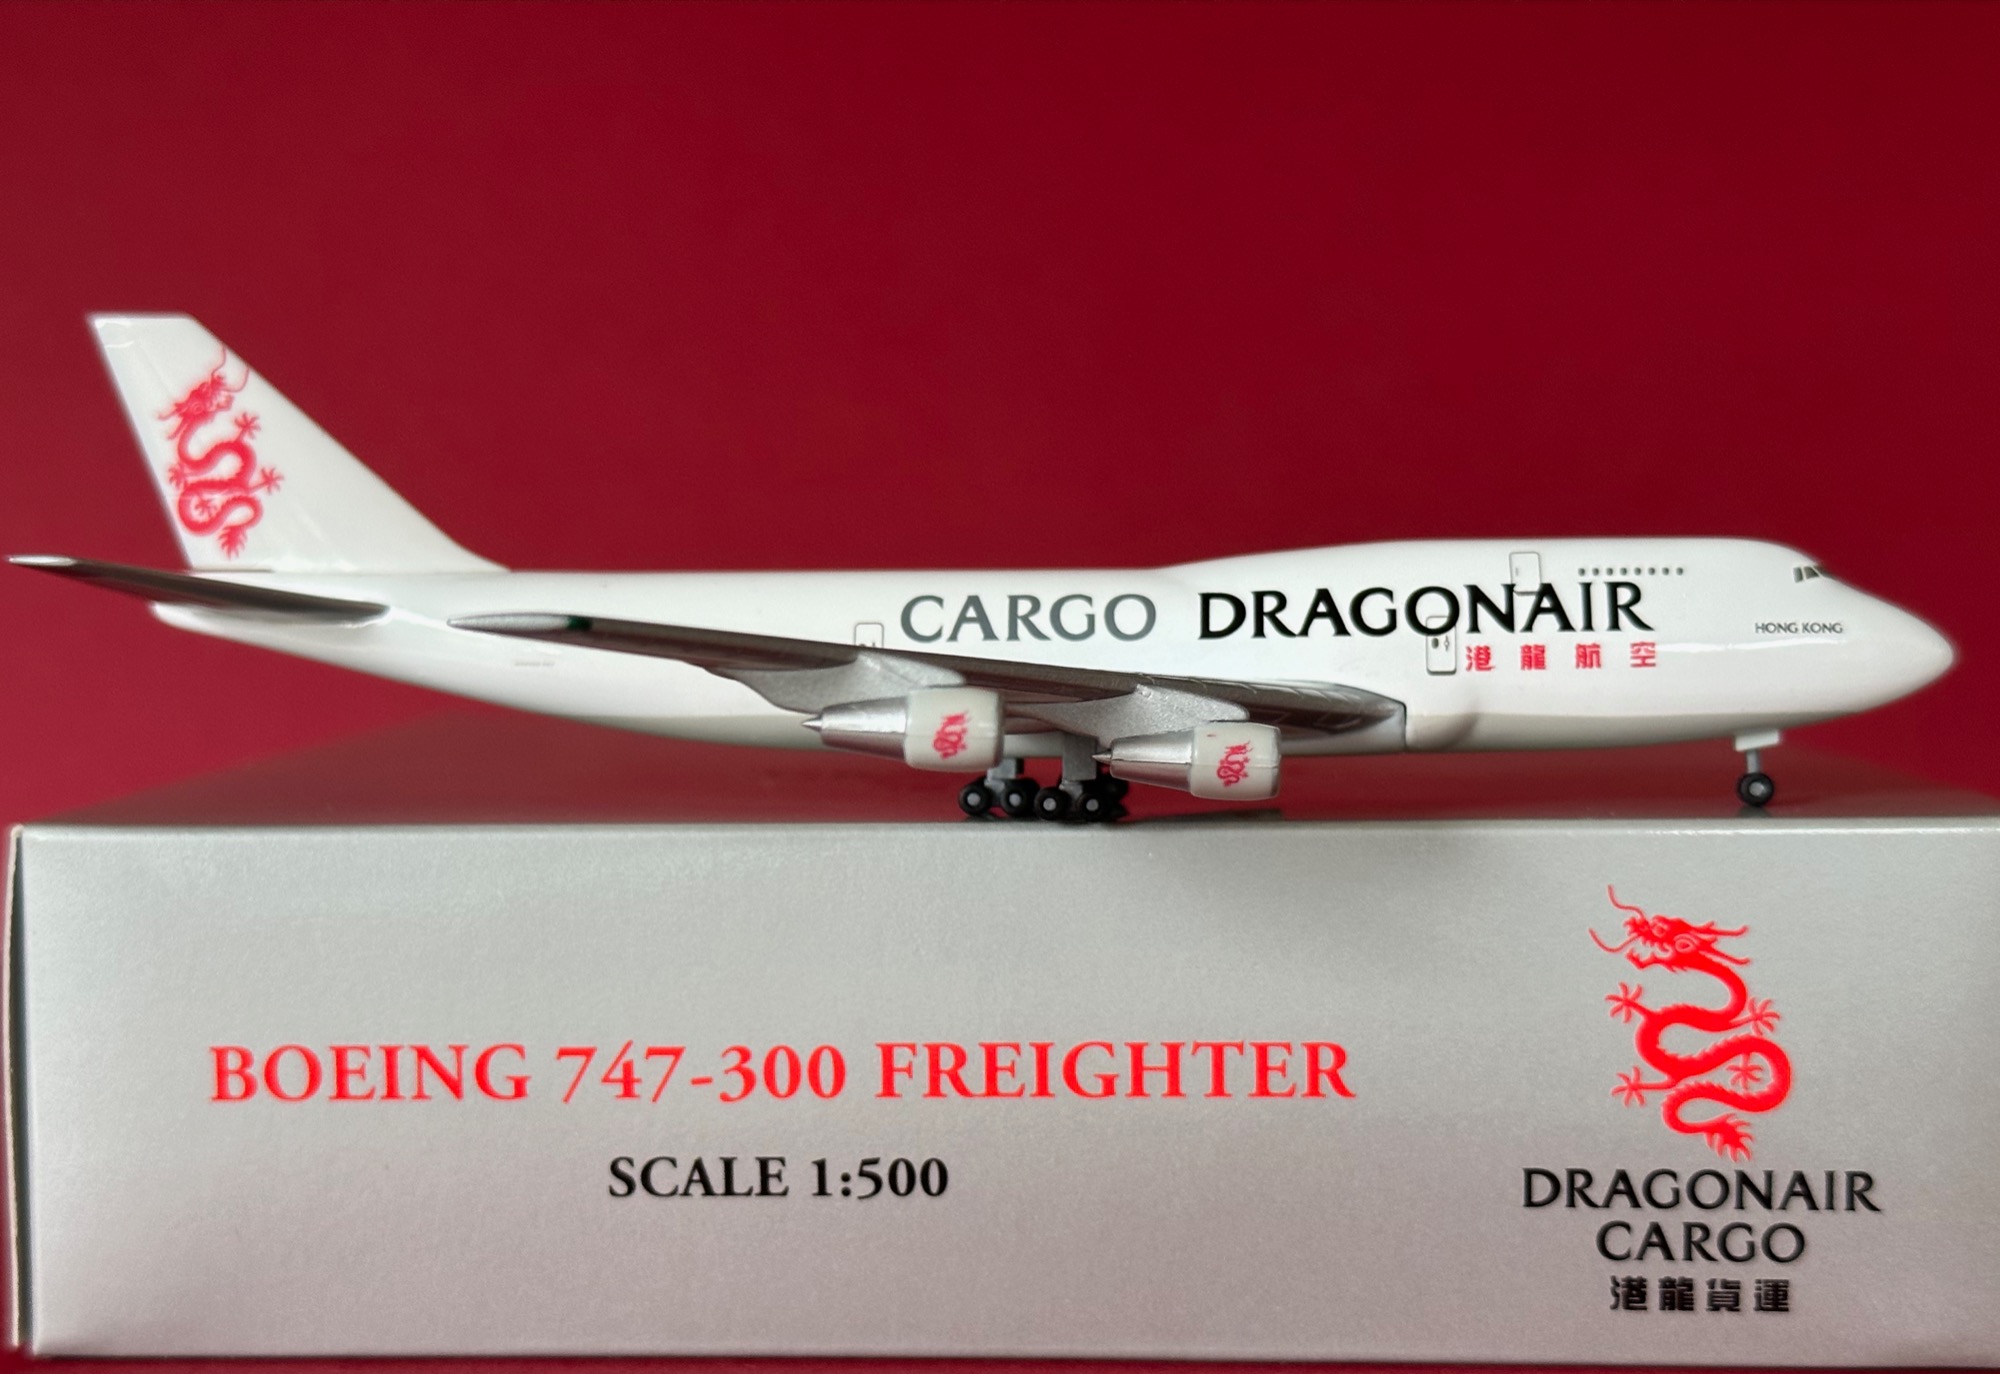 CARGO DRAGONAIR
港龍航空
HONG KONG
BOEING 747-300 FREIGHTER
SCALE 1:500
DRAGONAIR
CARGO
港龍貨運